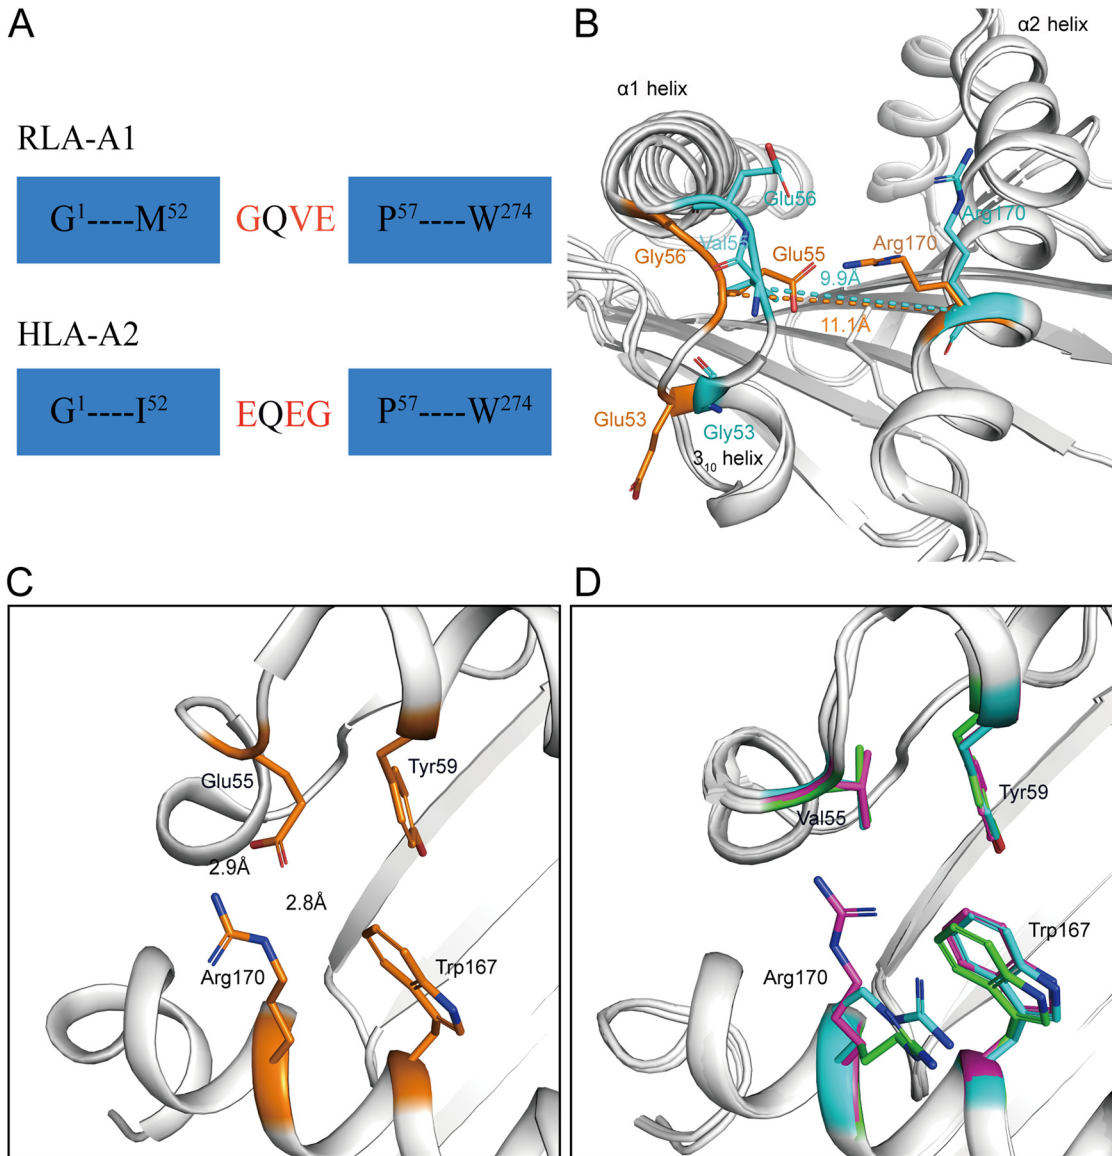 A
RLA-A1
G¹----M⁵² GQVE P⁵⁷----W²⁷⁴
HLA-A2
G¹----I⁵² EQEG P⁵⁷----W²⁷⁴
B
α2 helix
α1 helix
Glu56
Arg170
Val55
Gly56
Glu55
Arg170
9.9Å
11.1Å
Glu53
Gly53
3₁₀ helix
C
Glu55
Tyr59
2.9Å
2.8Å
Arg170
Trp167
D
Val55
Tyr59
Arg170
Trp167